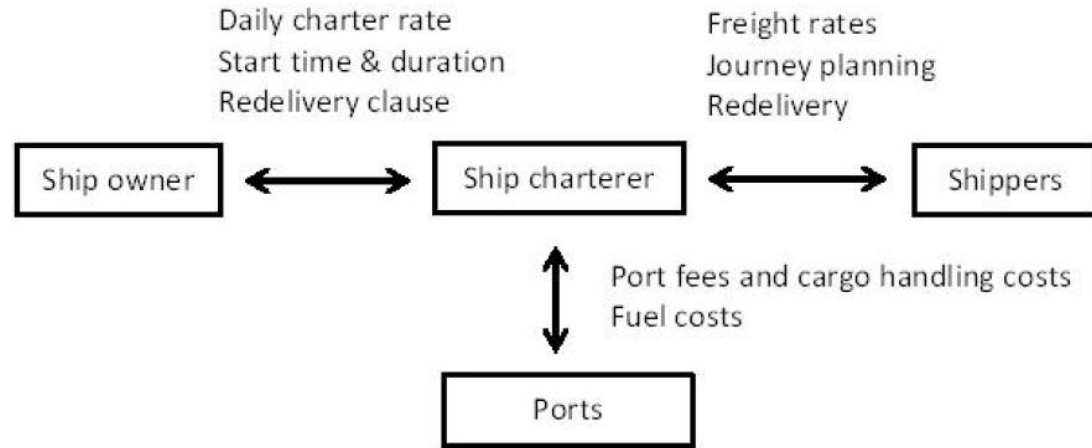 Daily charter rate
Start time & duration
Redelivery clause
Freight rates
Journey planning
Redelivery
Ship owner
Ship charterer
Shippers
Port fees and cargo handling costs
Fuel costs
Ports